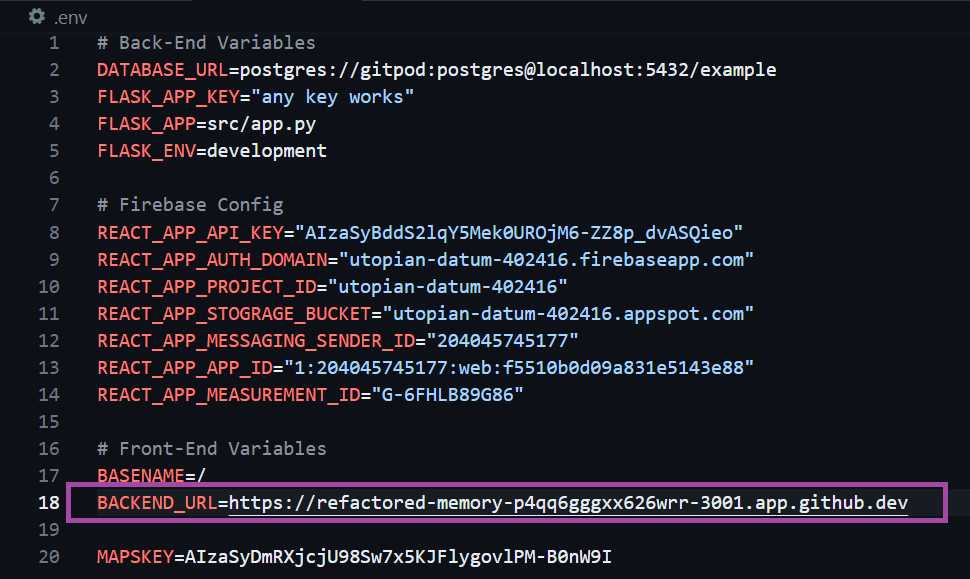 .env
1 # Back-End Variables
2 DATABASE_URL=postgres://gitpod:postgres@localhost:5432/example
3 FLASK_APP_KEY="any key works"
4 FLASK_APP=src/app.py
5 FLASK_ENV=development
6
7 # Firebase Config
8 REACT_APP_API_KEY="AIzaSyBddS2lqY5Mek0UROjM6-ZZ8p_dvASQieo"
9 REACT_APP_AUTH_DOMAIN="utopian-datum-402416.firebaseapp.com"
10 REACT_APP_PROJECT_ID="utopian-datum-402416"
11 REACT_APP_STOGRAGE_BUCKET="utopian-datum-402416.appspot.com"
12 REACT_APP_MESSAGING_SENDER_ID="204045745177"
13 REACT_APP_APP_ID="1:204045745177:web:f5510b0d09a831e5143e88"
14 REACT_APP_MEASUREMENT_ID="G-6FHLB89G86"
15
16 # Front-End Variables
17 BASENAME=/
18 BACKEND_URL=https://refactored-memory-p4qq6gggxx626wrr-3001.app.github.dev
19
20 MAPSKEY=AIzaSyDmRXjcjU98Sw7x5KJFlygovlPM-B0nW9I